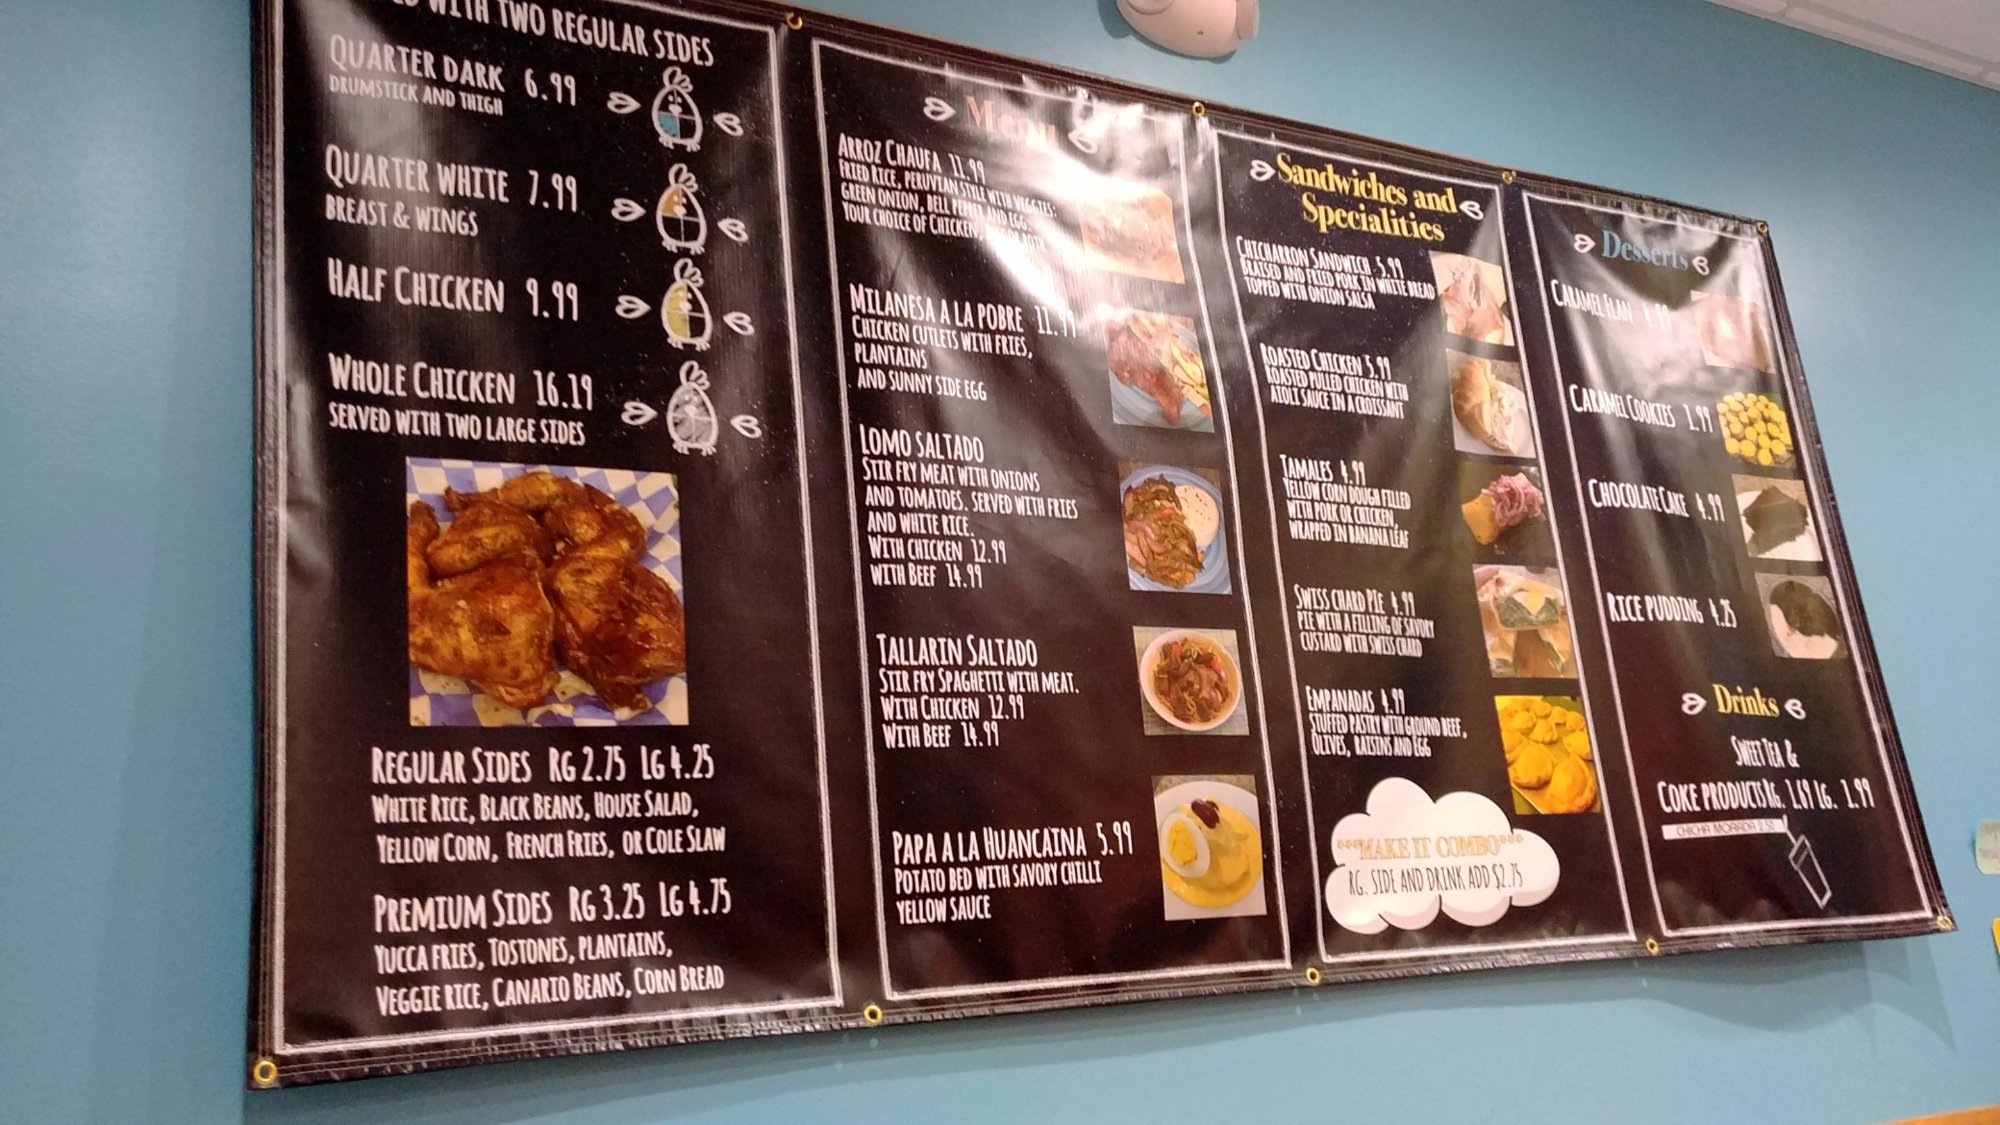 WITH TWO REGULAR SIDES
QUARTER DARK 6.99
DRUMSTICK AND THIGH
QUARTER WHITE 7.99
BREAST & WINGS
HALF CHICKEN 9.99
WHOLE CHICKEN 16.19
SERVED WITH TWO LARGE SIDES
REGULAR SIDES RG 2.75 LG 4.25
WHITE RICE, BLACK BEANS, HOUSE SALAD,
YELLOW CORN, FRENCH FRIES, OR COLE SLAW
PREMIUM SIDES RG 3.25 LG 4.75
YUCCA FRIES, TOSTONES, PLANTAINS,
VEGGIE RICE, CANARIO BEANS, CORN BREAD
Menu
ARROZ CHAUFA 11.99
FRIED RICE, PERUVIAN STYLE WITH VEGGIES:
GREEN ONION, BELL PEPPER AND EGG.
YOUR CHOICE OF CHICKEN, BOTH
MILANESA A LA POBRE 11.99
CHICKEN CUTLETS WITH FRIES,
PLANTAINS
AND SUNNY SIDE EGG
LOMO SALTADO
STIR FRY MEAT WITH ONIONS
AND TOMATOES. SERVED WITH FRIES
AND WHITE RICE.
WITH CHICKEN 12.99
WITH BEEF 14.99
TALLARIN SALTADO
STIR FRY SPAGHETTI WITH MEAT.
WITH CHICKEN 12.99
WITH BEEF 14.99
PAPA A LA HUANCAINA 5.99
POTATO BED WITH SAVORY CHILLI
YELLOW SAUCE
Sandwiches and
Specialities
CHICHARRON SANDWICH 5.99
BRAISED AND FRIED PORK IN WHITE BREAD
TOPPED WITH ONION SALSA
ROASTED CHICKEN 5.99
ROASTED PULLED CHICKEN WITH
AIOLI SAUCE IN A CROISSANT
TAMALES 4.99
YELLOW CORN DOUGH FILLED
WITH PORK OR CHICKEN,
WRAPPED IN BANANA LEAF
SWISS CHARD PIE 4.99
PIE WITH A FILLING OF SAVORY
CUSTARD WITH SWISS CHARD
EMPANADAS 4.99
STUFFED PASTRY WITH GROUND BEEF,
OLIVES, RAISINS AND EGG
***MAKE IT COMBO***
RG. SIDE AND DRINK ADD $2.75
Desserts
CARAMEL FLAN 4.99
CARAMEL COOKIES 1.99
CHOCOLATE CAKE 4.99
RICE PUDDING 4.25
Drinks
SWEET TEA &
COKE PRODUCTS RG. 1.69 LG. 1.99
CHICHA MORADA 2.50